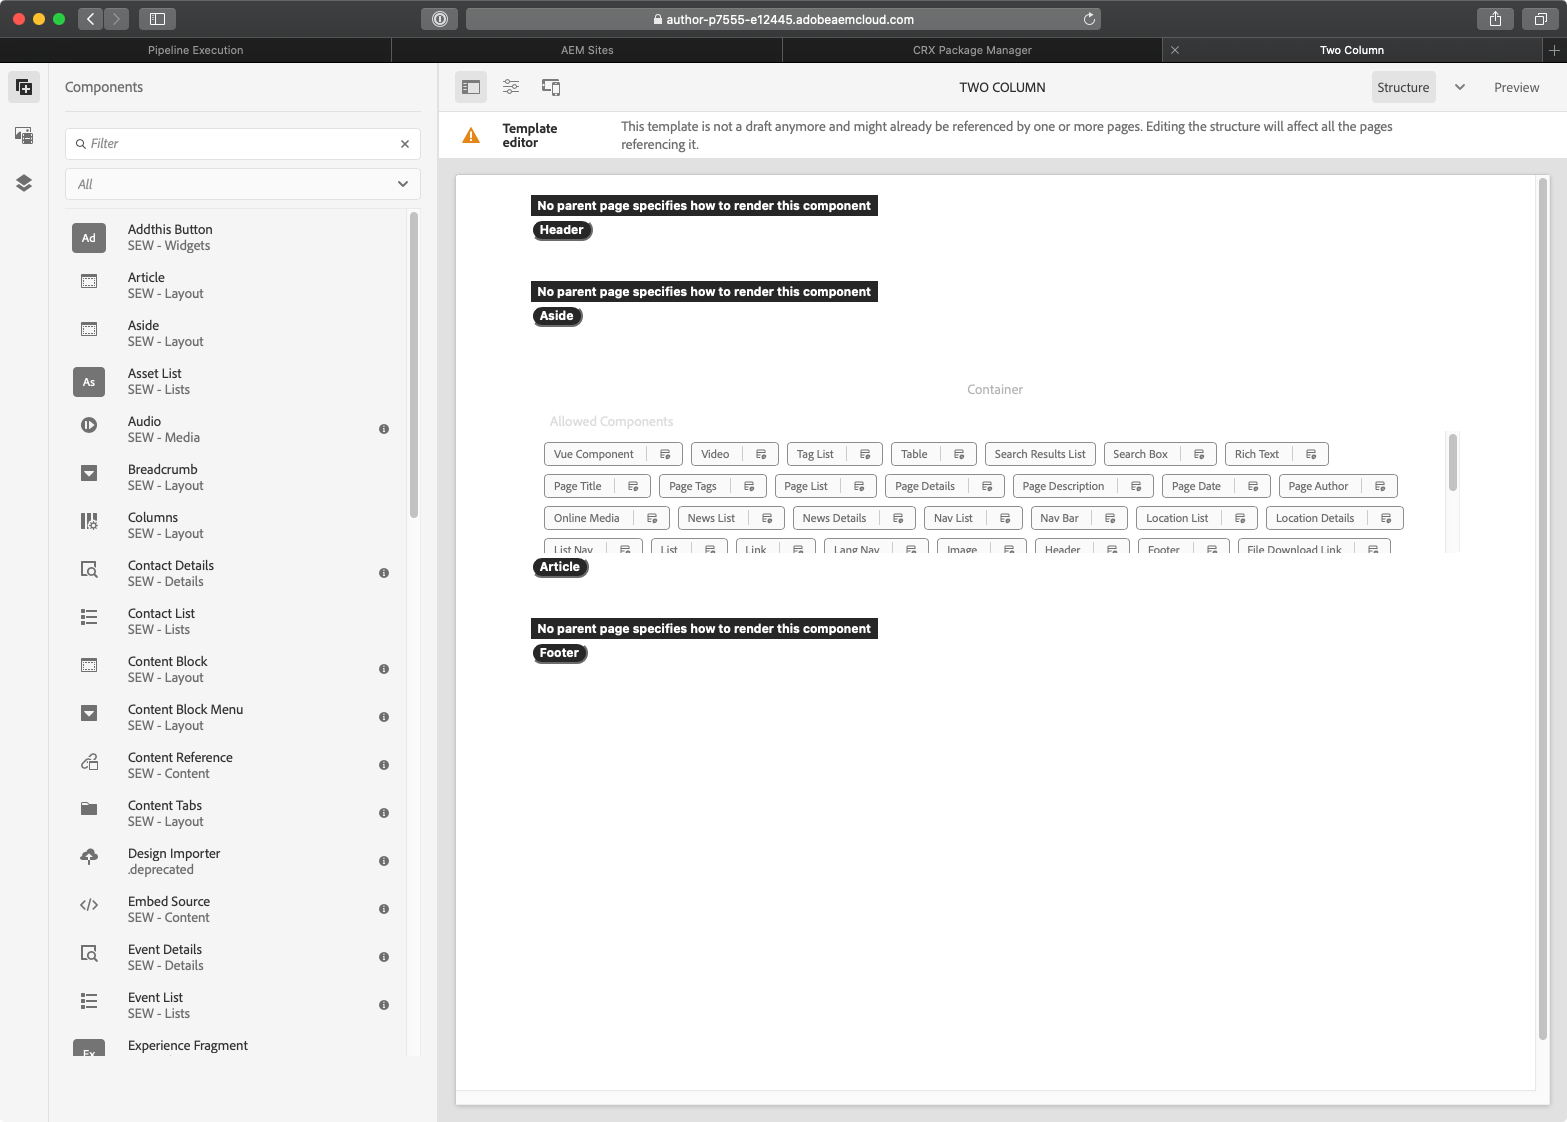 author-p7555-e12445.adobeaemcloud.com
Pipeline Execution
AEM Sites
CRX Package Manager
Two Column
Components
Filter
All
Ad
Addthis Button
SEW - Widgets
Article
SEW - Layout
Aside
SEW - Layout
As
Asset List
SEW - Lists
Audio
SEW - Media
Breadcrumb
SEW - Layout
Columns
SEW - Layout
Contact Details
SEW - Details
Contact List
SEW - Lists
Content Block
SEW - Layout
Content Block Menu
SEW - Layout
Content Reference
SEW - Content
Content Tabs
SEW - Layout
Design Importer
.deprecated
Embed Source
SEW - Content
Event Details
SEW - Details
Event List
SEW - Lists
Ex
Experience Fragment
TWO COLUMN
Structure
Preview
Template
editor
This template is not a draft anymore and might already be referenced by one or more pages. Editing the structure will affect all the pages
referencing it.
No parent page specifies how to render this component
Header
No parent page specifies how to render this component
Aside
Container
Allowed Components
Vue Component Video Tag List Table Search Results List Search Box Rich Text
Page Title Page Tags Page List Page Details Page Description Page Date Page Author
Online Media News List News Details Nav List Nav Bar Location List Location Details
List Nav List Link Lang Nav Image Header Footer File Download Link
Article
No parent page specifies how to render this component
Footer